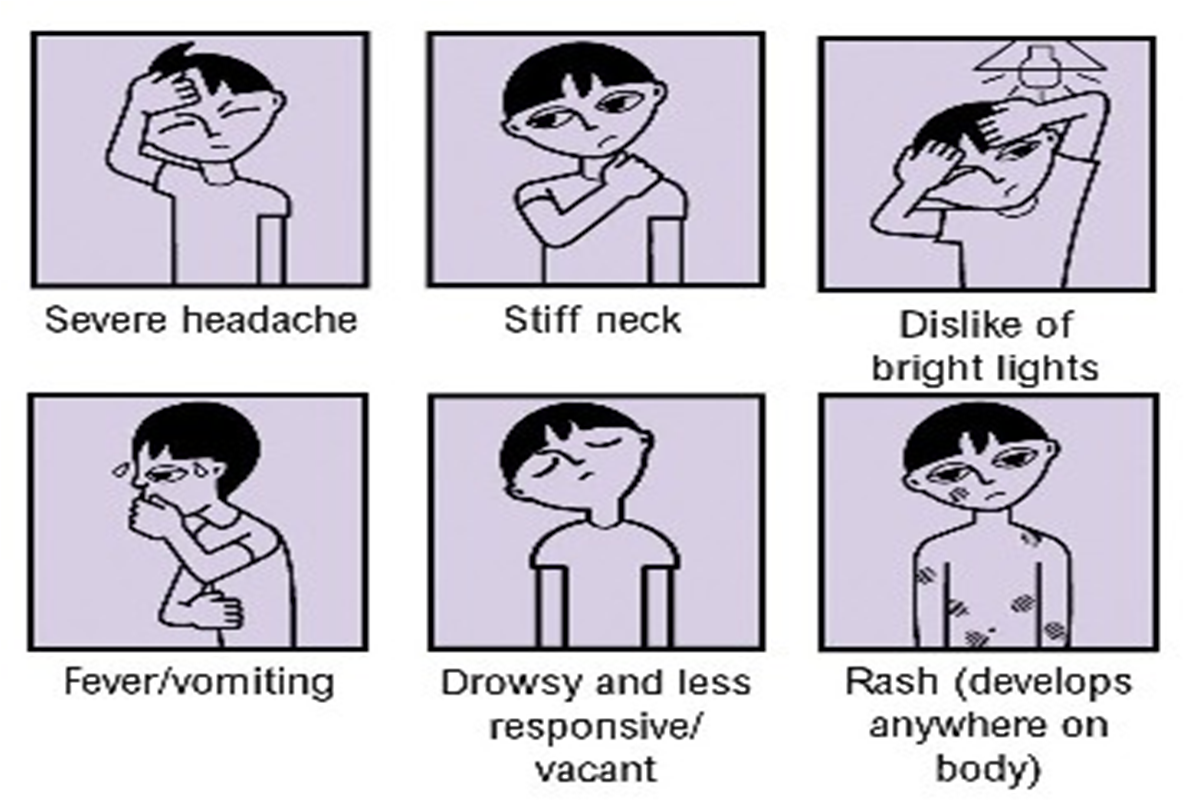 Severe headache
Stiff neck
Dislike of
bright lights
Fever/vomiting
Drowsy and less
responsive/
vacant
Rash (develops
anywhere on
body)